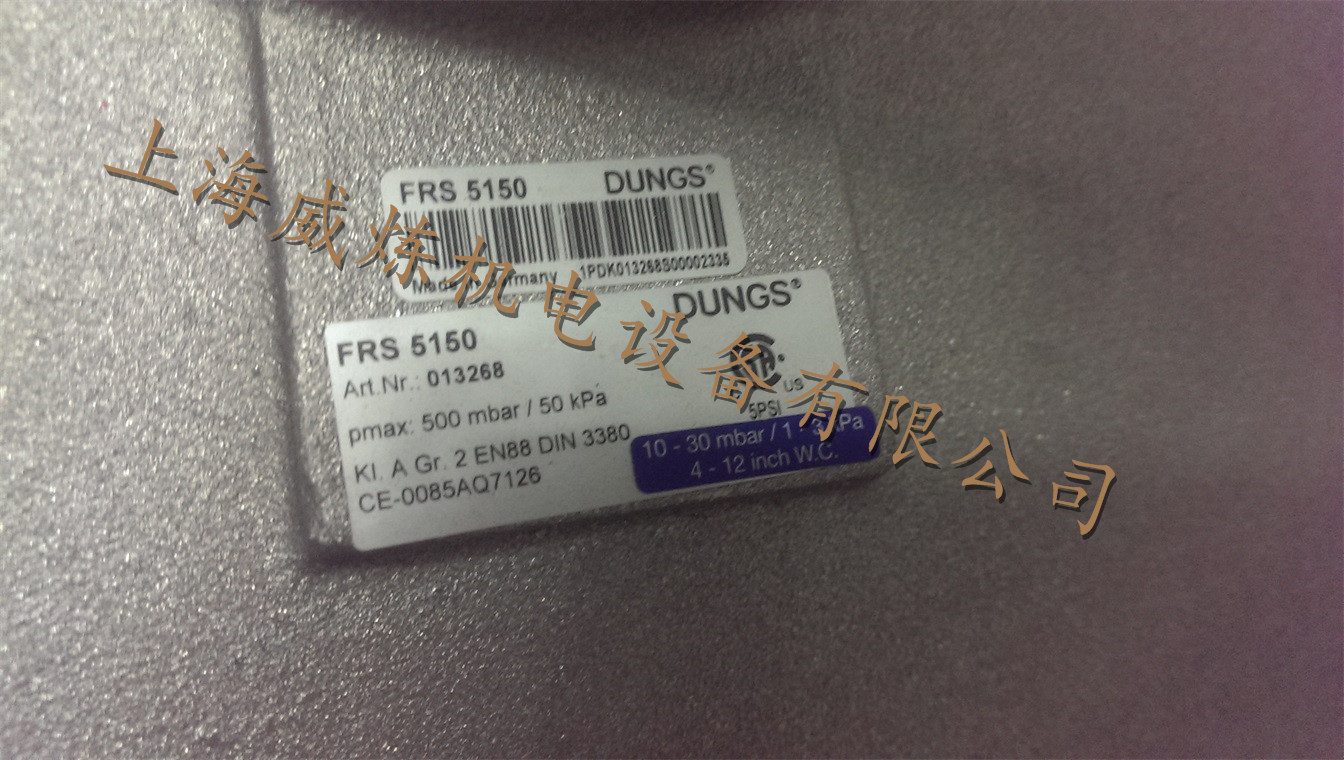 FRS 5150 DUNGS®
Made in Germany 1PDK013268S00002335
FRS 5150 DUNGS®
Art.Nr.: 013268
pmax: 500 mbar / 50 kPa
US
5PSI
Kl. A Gr. 2 EN88 DIN 3380
CE-0085AQ7126
10 - 30 mbar / 1 - 3 kPa
4 - 12 inch W.C.
上海威炼机电设备有限公司